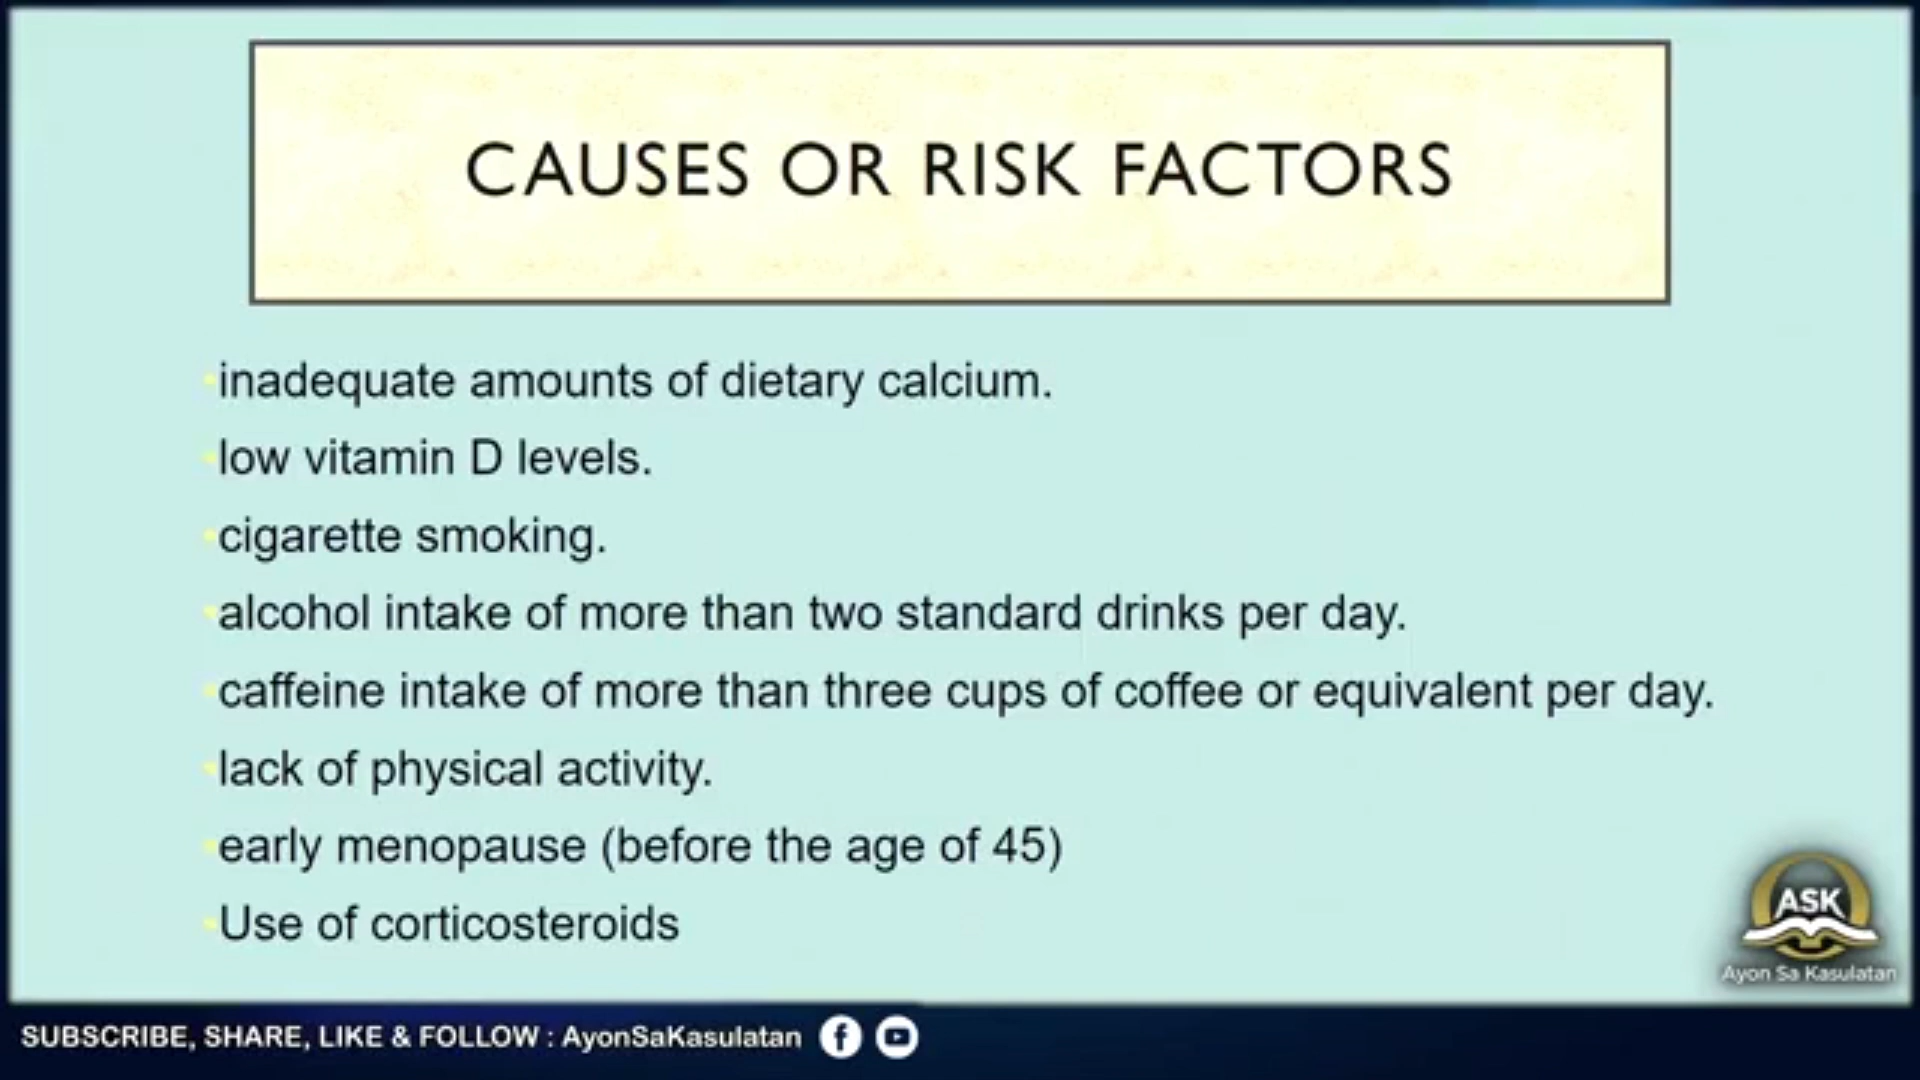 CAUSES OR RISK FACTORS
•inadequate amounts of dietary calcium.
•low vitamin D levels.
•cigarette smoking.
•alcohol intake of more than two standard drinks per day.
•caffeine intake of more than three cups of coffee or equivalent per day.
•lack of physical activity.
•early menopause (before the age of 45)
•Use of corticosteroids
ASK
Ayon Sa Kasulatan
SUBSCRIBE, SHARE, LIKE & FOLLOW : AyonSaKasulatan